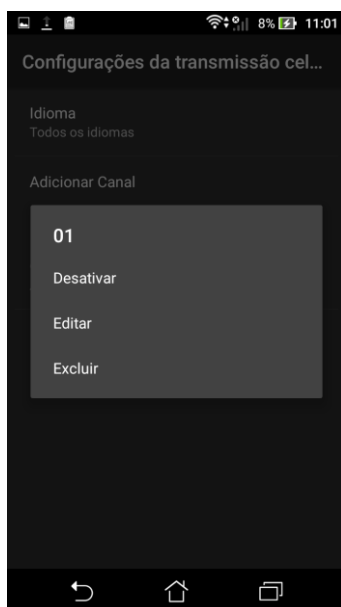 8% 11:01
Configurações da transmissão cel...
Idioma
Todos os idiomas
Adicionar Canal
01
Desativar
Editar
Excluir